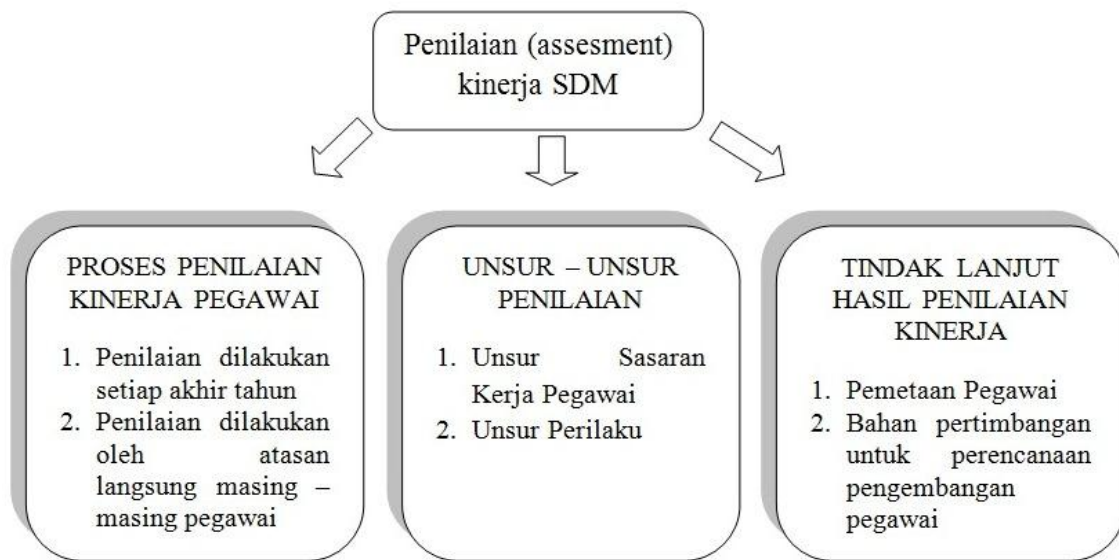 Penilaian (assesment)
kinerja SDM
PROSES PENILAIAN
KINERJA PEGAWAI
1. Penilaian dilakukan
setiap akhir tahun
2. Penilaian dilakukan
oleh atasan
langsung masing –
masing pegawai
UNSUR – UNSUR
PENILAIAN
1. Unsur Sasaran
Kerja Pegawai
2. Unsur Perilaku
TINDAK LANJUT
HASIL PENILAIAN
KINERJA
1. Pemetaan Pegawai
2. Bahan pertimbangan
untuk perencanaan
pengembangan
pegawai